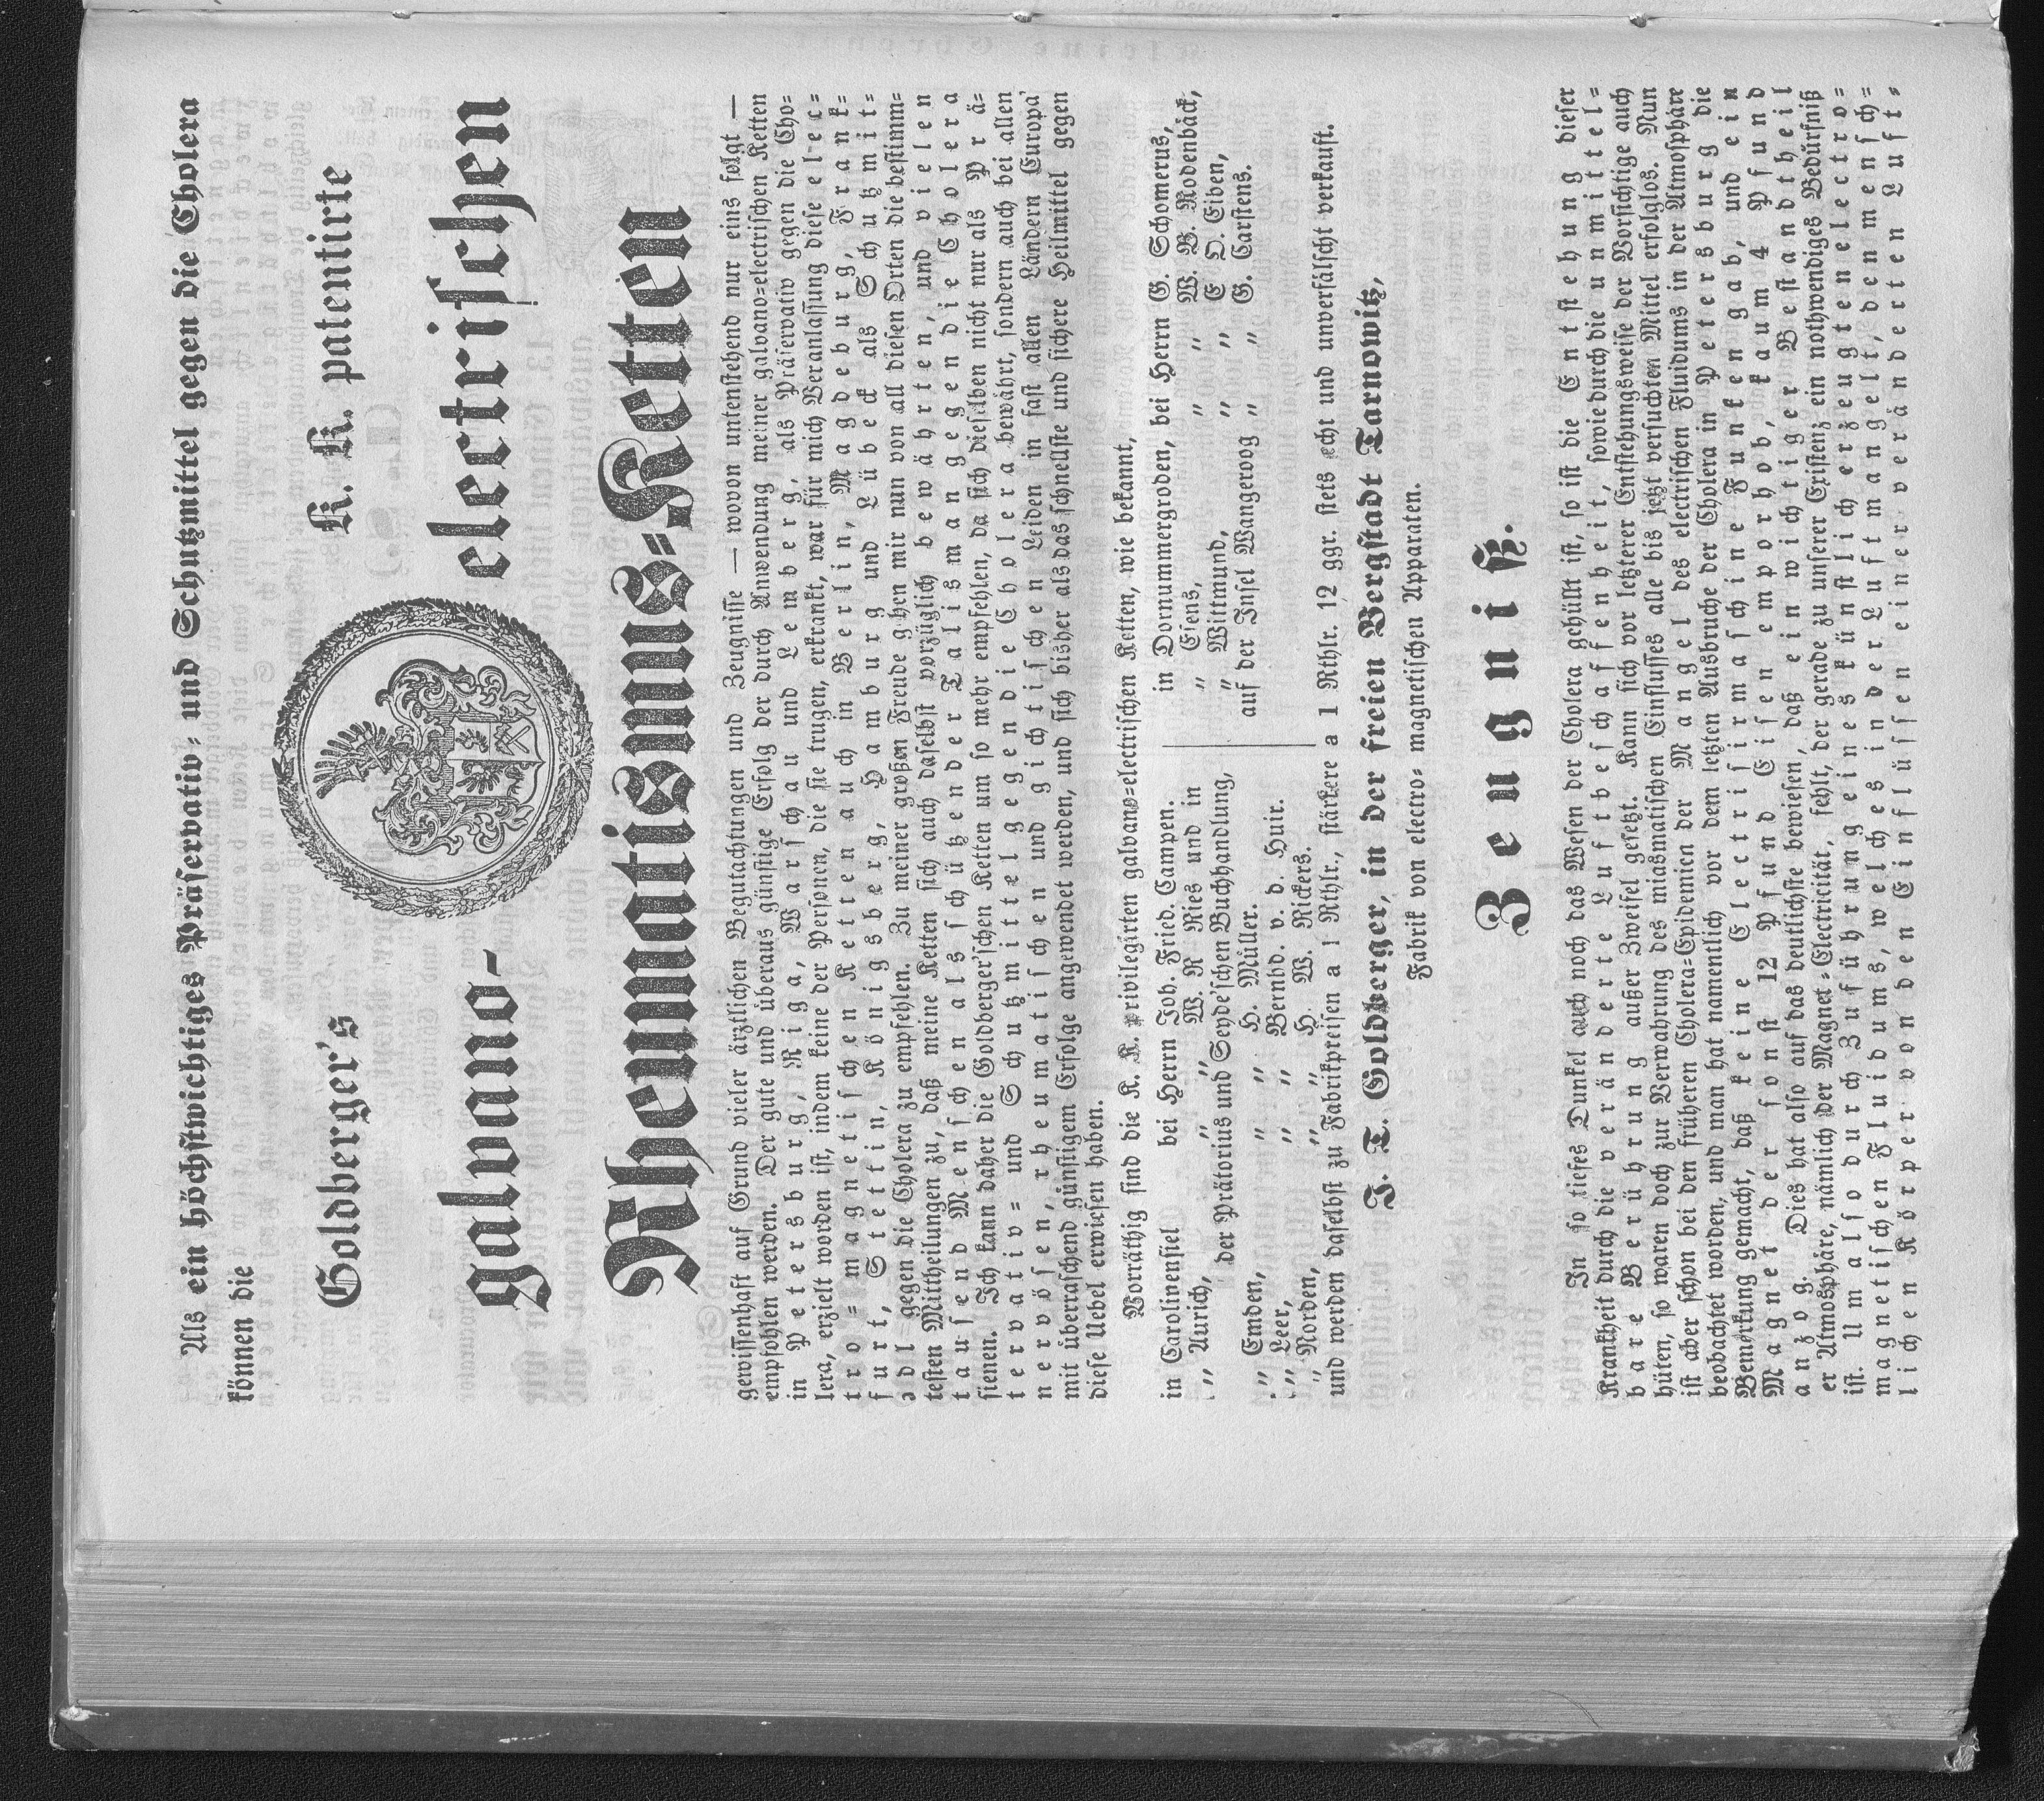 Als ein höchstwichtiges Präservativ- und Schutzmittel gegen die Cholera
können die
Goldberger's K. K. patentirte
galvano- electrischen
Rheumatismus-Ketten
gewissenhaft auf Grund vieler ärztlichen Begutachtungen und Zeugnisse — wovon untenstehend nur eins folgt —
empfohlen werden. Der gute und überaus günstige Erfolg der durch Anwendung meiner galvano-electrischen Ketten
in Petersburg, Riga, Warschau und Lemberg, als Präservativ gegen die Cho-
lera, erzielt worden ist, indem keine der Personen, die sie trugen, erkrankt, war für mich Veranlassung diese elec-
tro-magnetischen Ketten auch in Berlin, Magdeburg, Frank-
furt, Stettin, Königsberg, Hamburg und Lübeck als Schutzmit-
tel gegen die Cholera zu empfehlen. Zu meiner großen Freude gehen mir nun von all diesen Orten die bestimm-
testen Mittheilungen zu, daß meine Ketten sich auch daselbst vorzüglich bewährten, und vielen
tausend Menschen als schützender Talisman gegen die Cholera
dienen. Ich kann daher die Goldberger'schen Ketten um so mehr empfehlen, da sich dieselben nicht nur als Prä-
servativ- und Schutzmittel gegen die Cholera bewährt, sondern auch bei allen
nervösen, rheumatischen und gichtischen Leiden in fast allen Ländern Europa'
mit überraschend günstigem Erfolge angewendet werden, und sich bisher als das schnellste und sichere Heilmittel gegen
diese Uebel erwiesen haben.
Vorräthig sind die K. K. privilegirten galvano-electrischen Ketten, wie bekannt,
in Carolinensiel bei Herrn Joh. Fried. Campen.
„ Aurich, „ „ W. R Ries und in
der Prätorius und Seyde'schen Buchhandlung,
„ Emden, „ „ H. Müller.
„ Leer, „ „ Bernhd. v. d. Huir.
„ Norden, „ „ H. W. Rickers.
in Dornummergroden, bei Herrn G. Schomerus,
„ Esens, „ „ W. B. Rodenbäck,
„ Wittmund, „ „ E D. Eiben,
auf der Insel Wangeroog „ „ G. Carstens.
und werden daselbst zu Fabrikpreisen a 1 Rthlr., stärkere a 1 Rthlr. 12 ggr. stets echt und unverfälscht verkauft.
J. T. Goldberger, in der freien Bergstadt Tarnowitz,
Fabrik von electro-magnetischen Apparaten.
Zeugniß.
In so tiefes Dunkel auch noch das Wesen der Cholera gehüllt ist, so ist die Entstehung dieser
Krankheit durch die veränderte Luftbeschaffenheit, sowie durch die unmittel-
bare Berührung außer Zweifel gesetzt. Kann sich vor letzterer Entstehungsweise der Vorsichtige auch
hüten, so waren doch zur Verwahrung des miasmatischen Einflusses alle bis jetzt versuchten Mittel erfolglos. Nun
ist aber schon bei den früheren Cholera-Epidemien der Mangel des electrischen Fluidums in der Atmosphäre
beobachtet worden, und man hat namentlich vor dem letzten Ausbruche der Cholera in Petersburg die
Bemerkung gemacht, daß keine Electrisirmaschine Funken gab, und ein
Magnet der sonst 12 Pfund Eisen emporhob, kaum 4 Pfund
anzog. Dies hat also auf das deutlichste bewiesen, daß ein wichtiger Bestandtheil
er Atmosphäre, nämlich der Magnet-Electricität, fehlt, der gerade zu unserer Existenz ein nothwendiges Bedürfniß
ist. Um also durch Zuführung eines künstlich erzeugten electro-
magnetischen Fluidums, welches in der Luft mangelt, den mensch-
lichen Körper von den Einflüssen einer veränderten Luft-